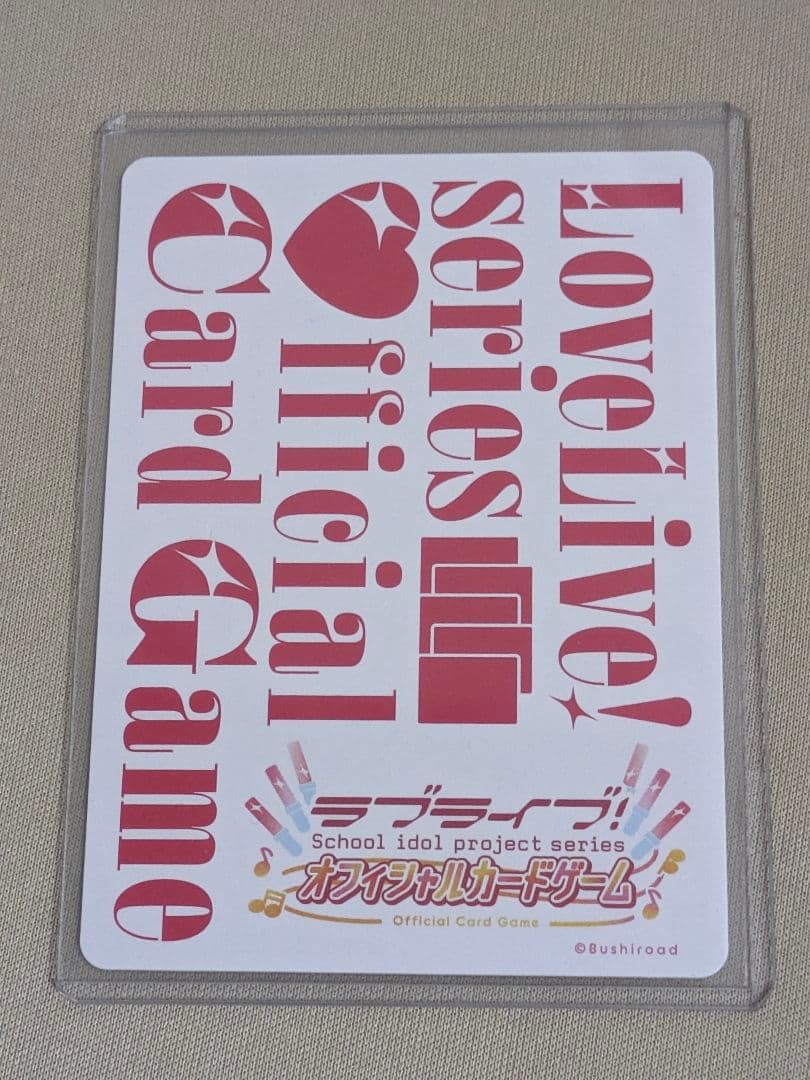 LoveLive!
series
Official
Card Game
ラブライブ!
School idol project series
オフィシャルカードゲーム
Official Card Game
©Bushiroad